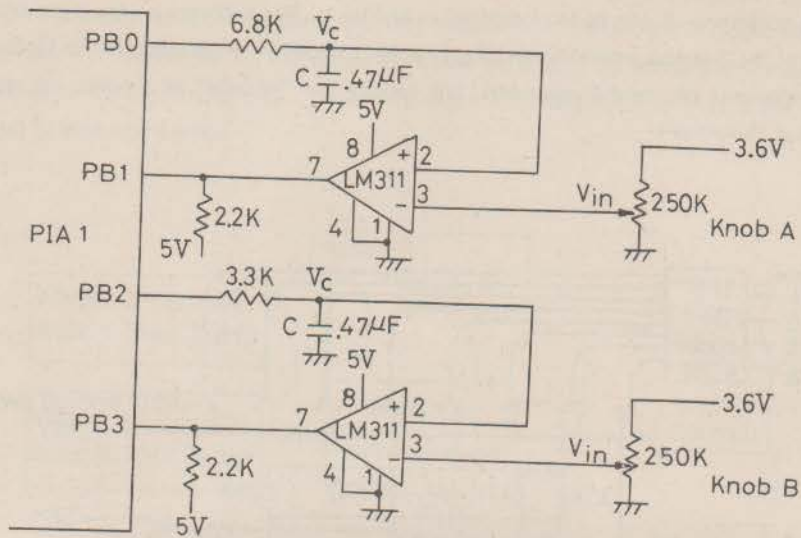 PB0
6.8K
Vc
C
.47µF
5V
8
+
2
7
LM311
3
−
4
1
PB1
2.2K
5V
3.6V
Vin
250K
Knob A
PIA 1
PB2
3.3K
Vc
C
.47µF
5V
8
+
2
7
LM311
3
−
4
1
PB3
2.2K
5V
3.6V
Vin
250K
Knob B